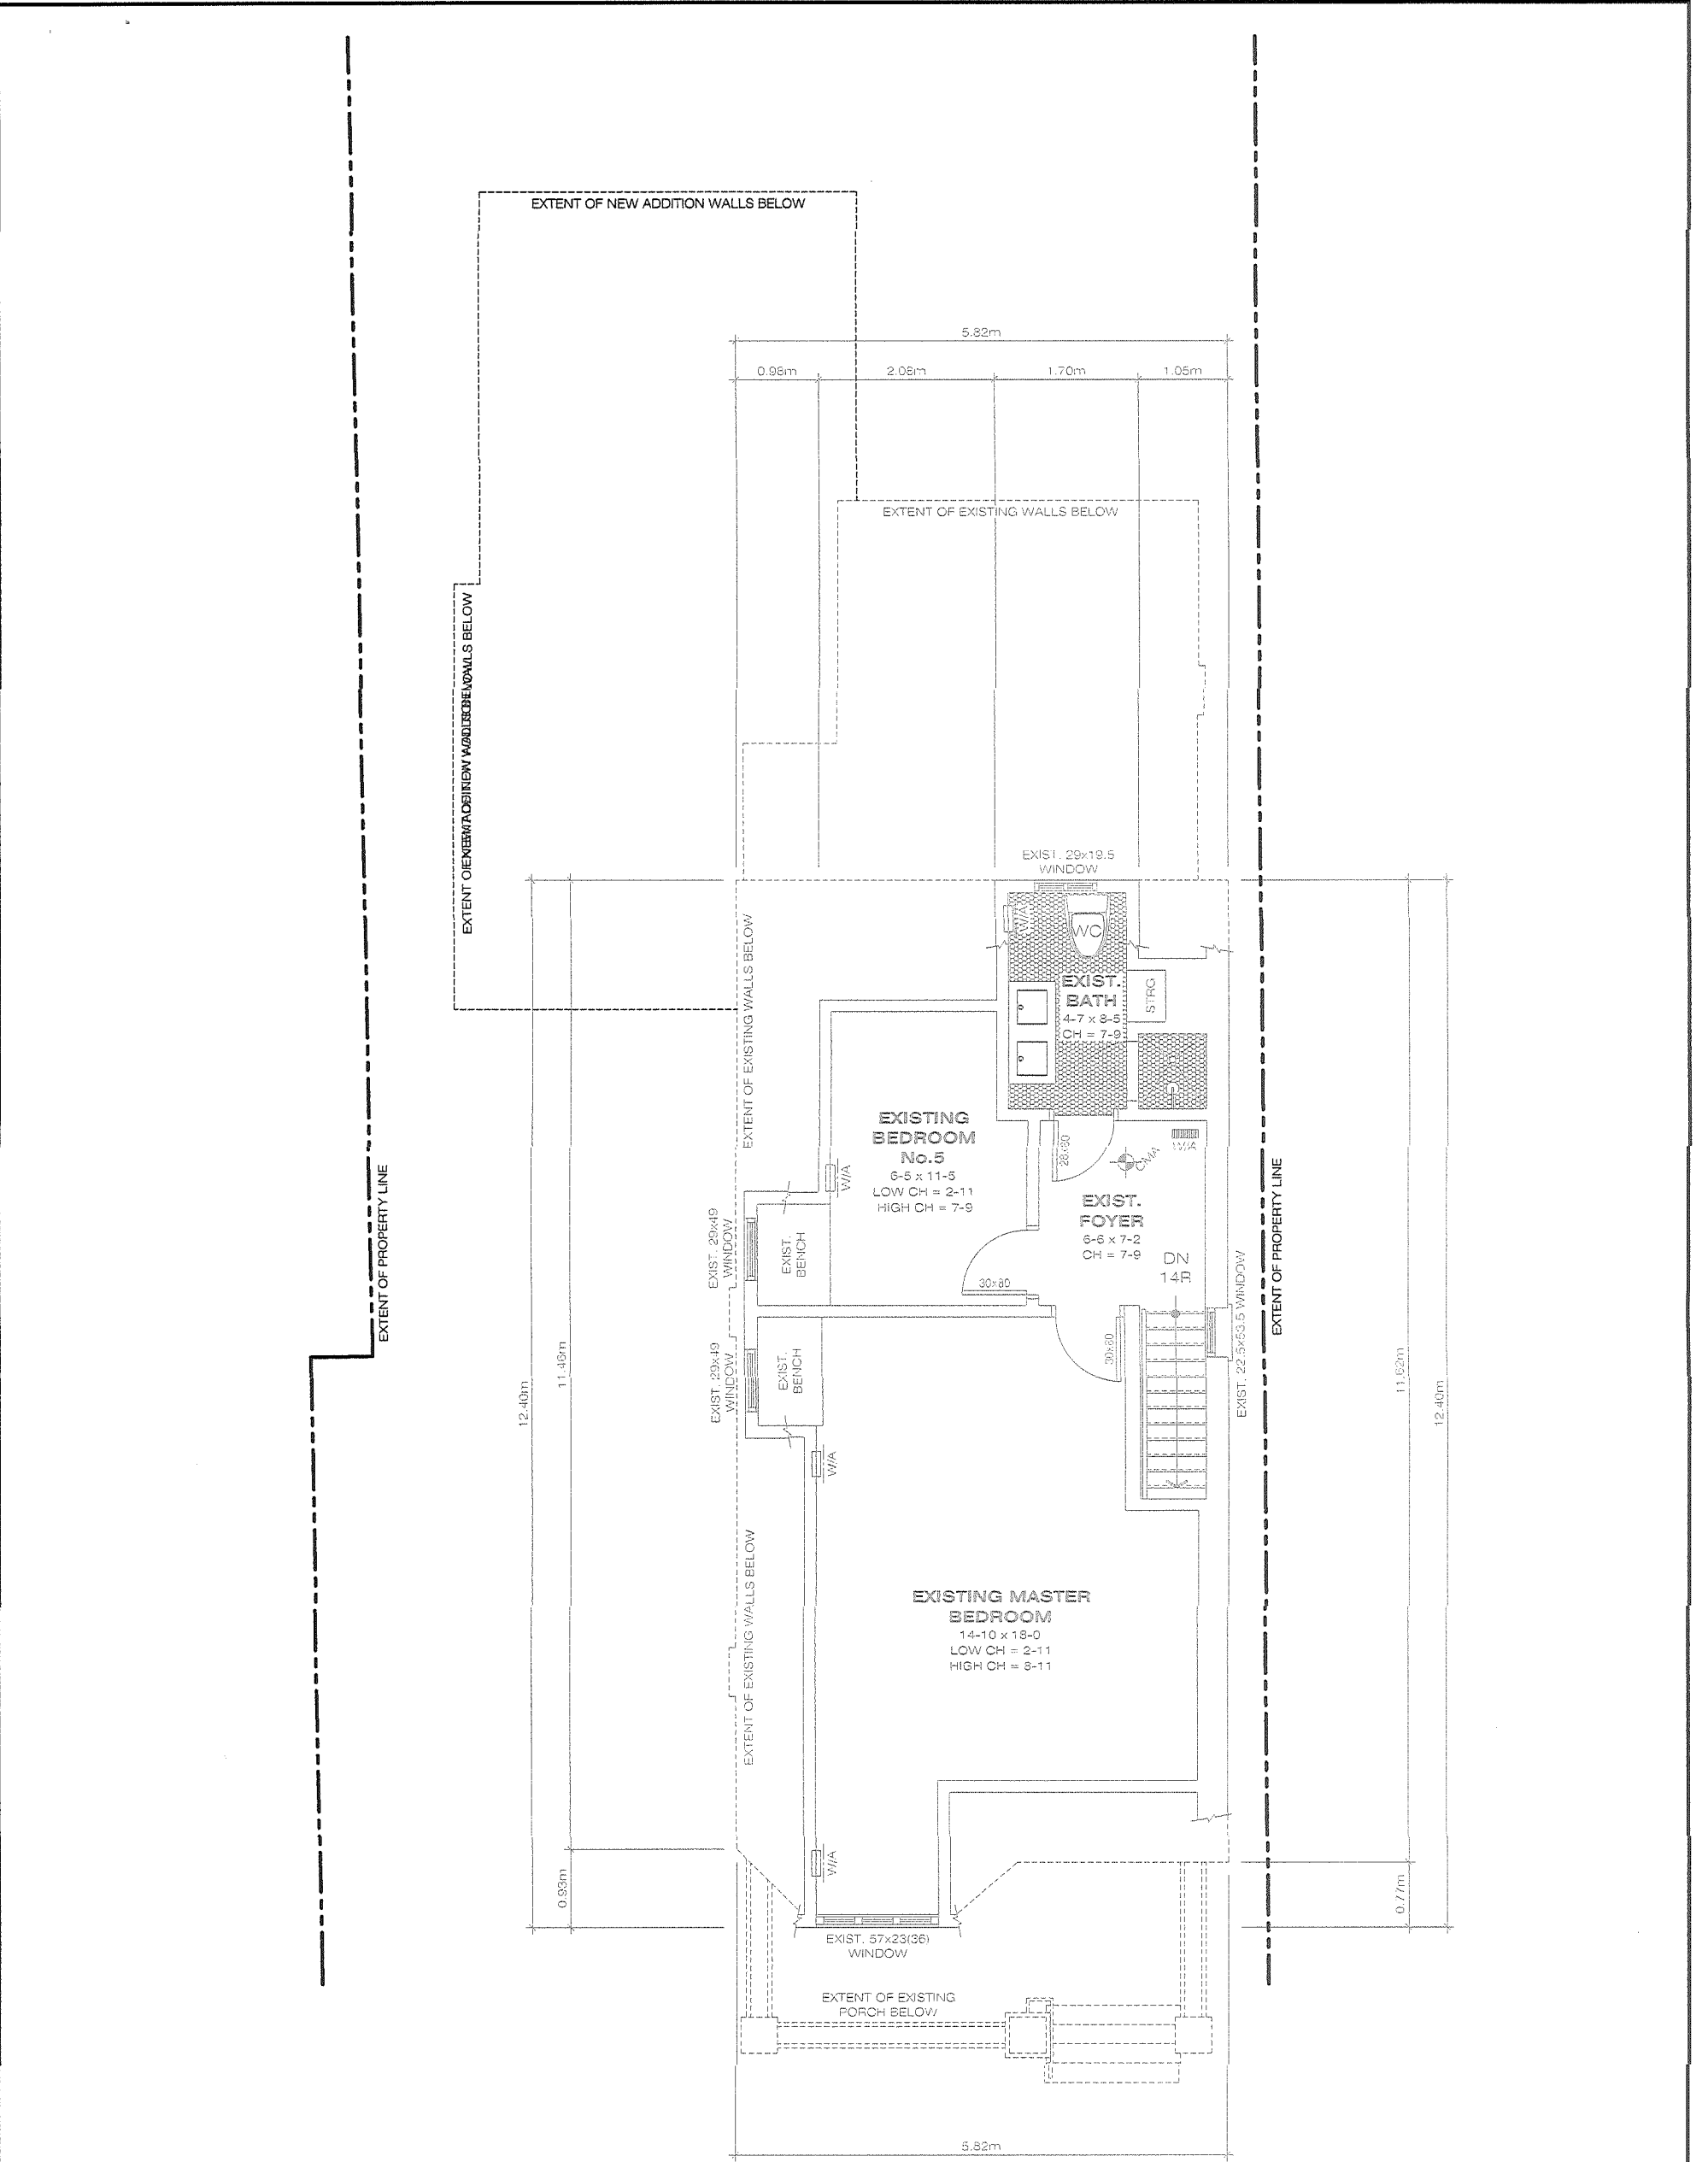 EXTENT OF NEW ADDITION WALLS BELOW
5.82m
0.98m
2.08m
1.70m
1.05m
EXTENT OF EXISTING WALLS BELOW
EXIST. 29x19.5
WINDOW
W/A
WC
EXIST.
BATH
4-7 x 8-5
CH = 7-9
STRG
EXTENT OF EXISTING WALLS BELOW
EXISTING
BEDROOM
No.5
6-5 x 11-5
LOW CH = 2-11
HIGH CH = 7-9
W/A
28x80
CMA
W/A
EXIST.
FOYER
6-6 x 7-2
CH = 7-9
DN
14R
30x80
EXIST. 29x49
WINDOW
EXIST.
BENCH
EXTENT OF PROPERTY LINE
EXTENT OF PROPERTY LINE
EXIST. 22.5x53.5 WINDOW
EXIST. 29x49
WINDOW
EXIST.
BENCH
30x80
W/A
12.40m
11.46m
11.62m
12.40m
EXTENT OF EXISTING WALLS BELOW
EXISTING MASTER
BEDROOM
14-10 x 18-0
LOW CH = 2-11
HIGH CH = 8-11
W/A
0.93m
0.77m
EXIST. 57x23(36)
WINDOW
EXTENT OF EXISTING
PORCH BELOW
5.82m